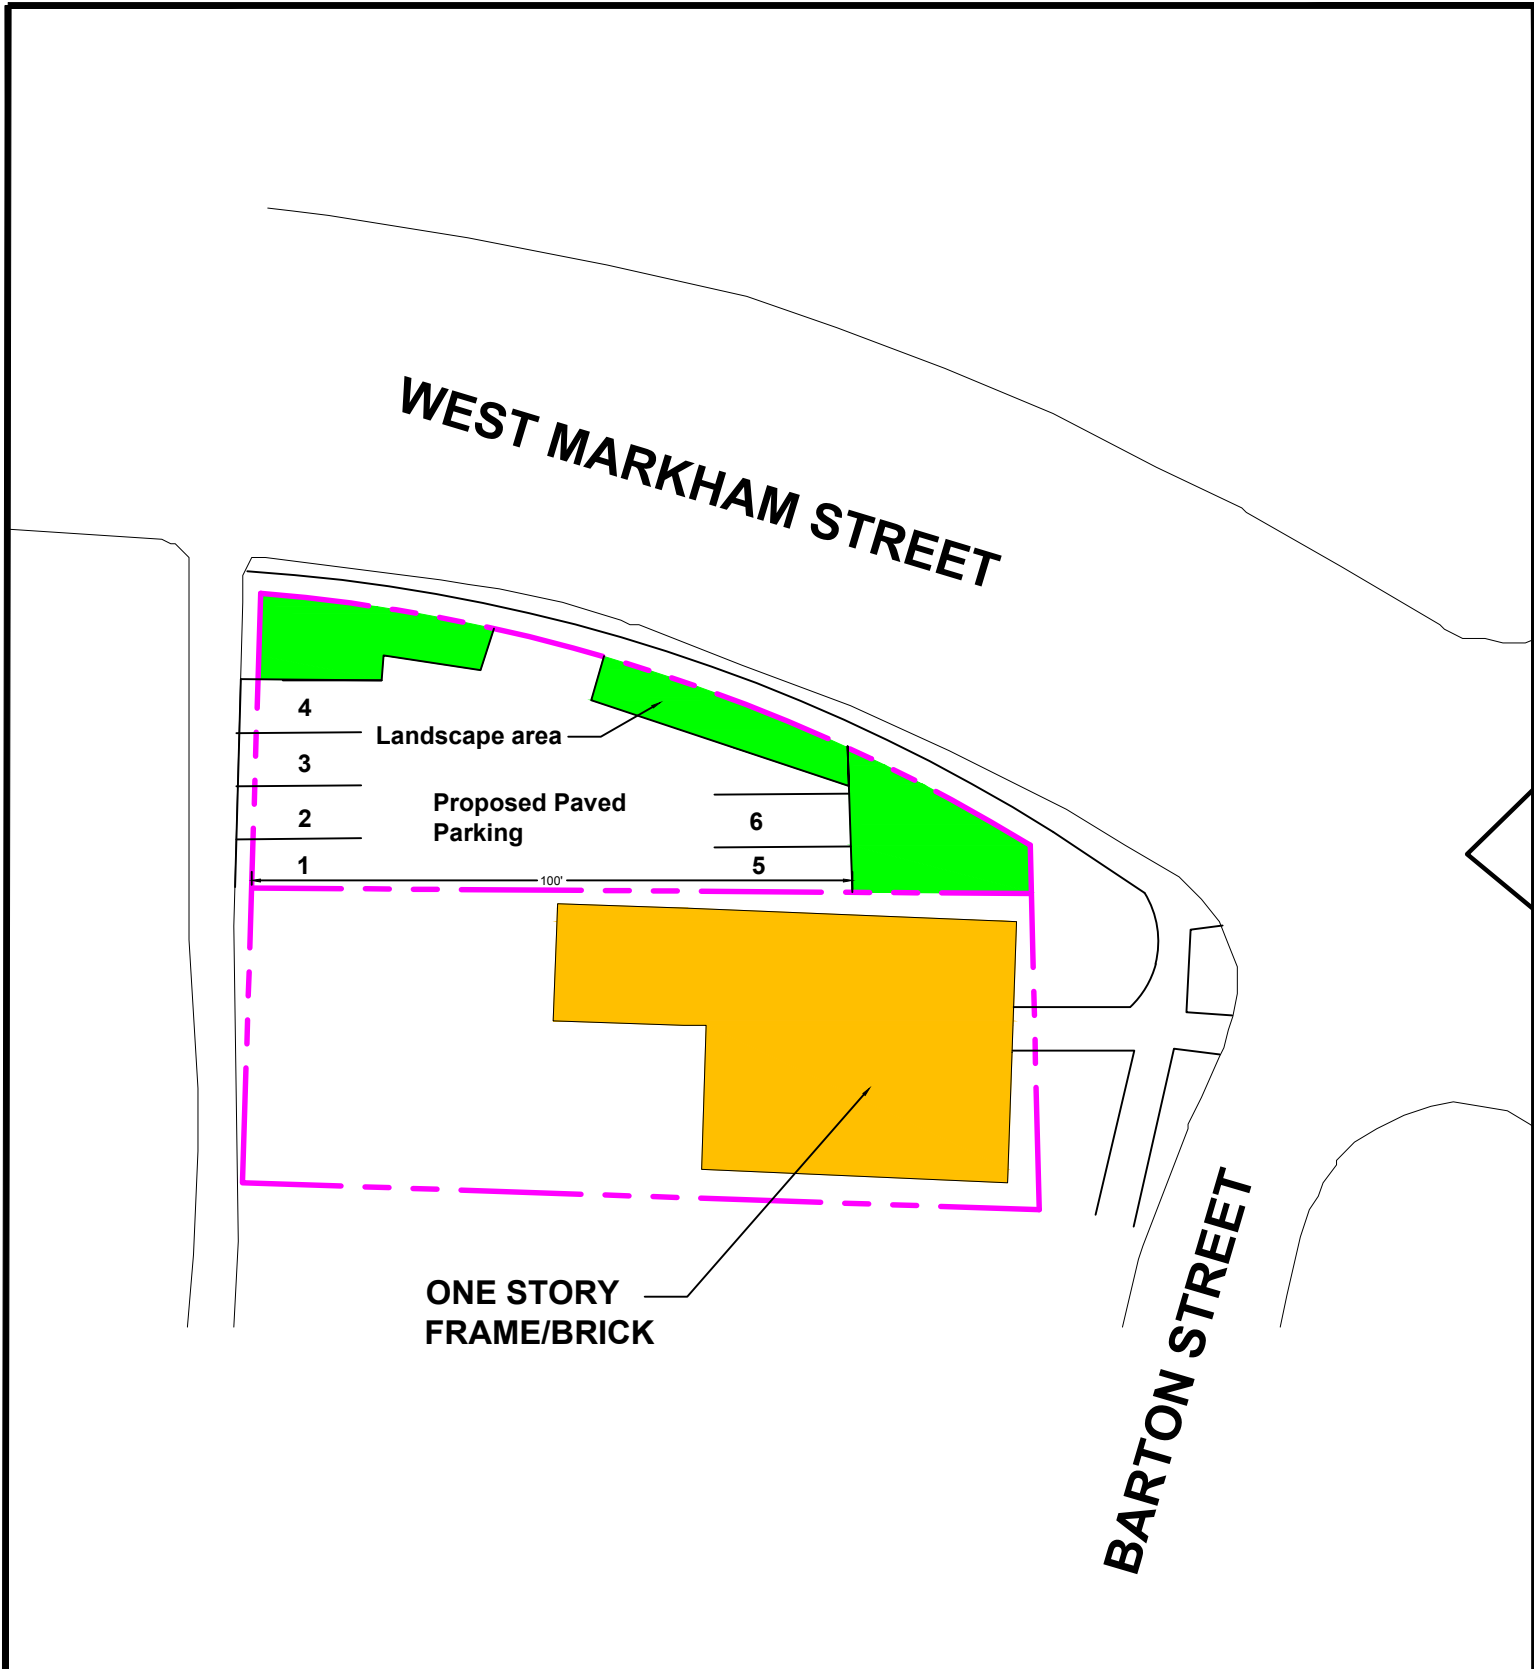 WEST MARKHAM STREET
4
Landscape area
3
Proposed Paved
Parking
2
6
1
5
100'
ONE STORY
FRAME/BRICK
BARTON STREET